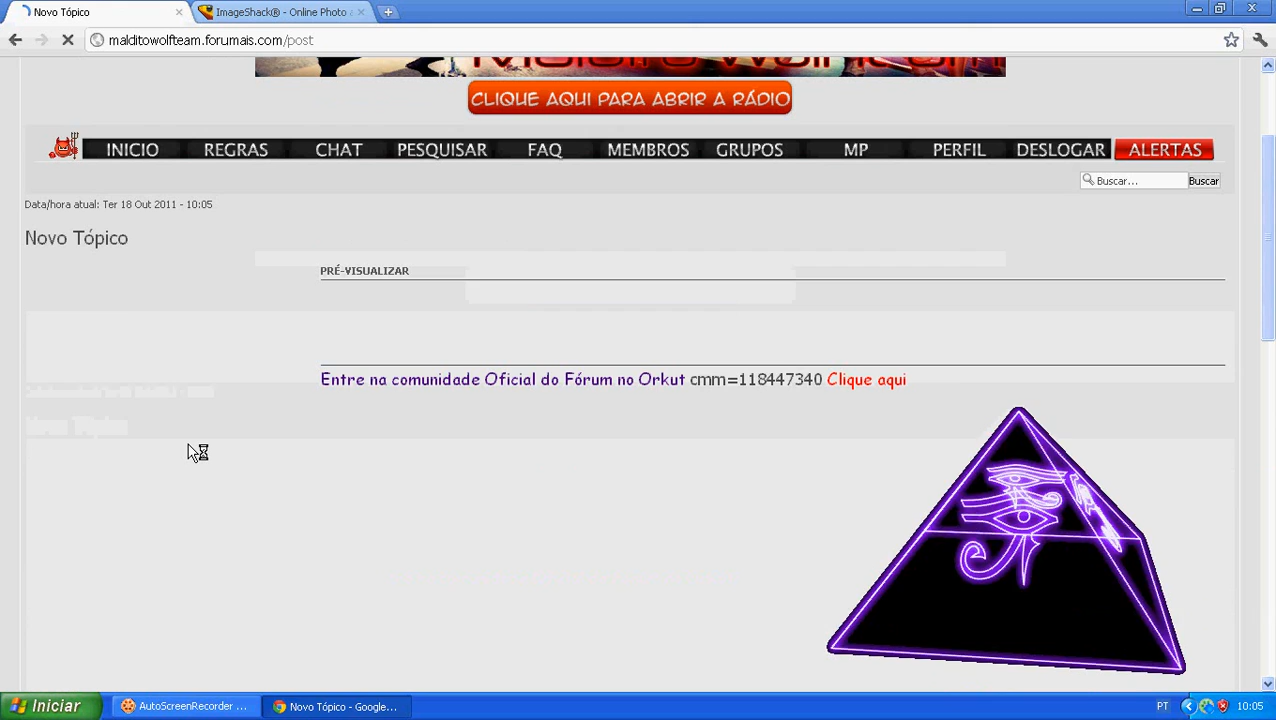 Novo Tópico
ImageShack® - Online Photo
malditowolfteam.forumais.com/post
CLIQUE AQUI PARA ABRIR A RÁDIO
INICIO REGRAS CHAT PESQUISAR FAQ MEMBROS GRUPOS MP PERFIL DESLOGAR ALERTAS
Buscar... Buscar
Data/hora atual: Ter 18 Out 2011 - 10:05
Novo Tópico
PRÉ-VISUALIZAR
Entre na comunidade Oficial do Fórum no Orkut cmm=118447340 Clique aqui
Iniciar AutoScreenRecorder ... Novo Tópico - Google... PT 10:05